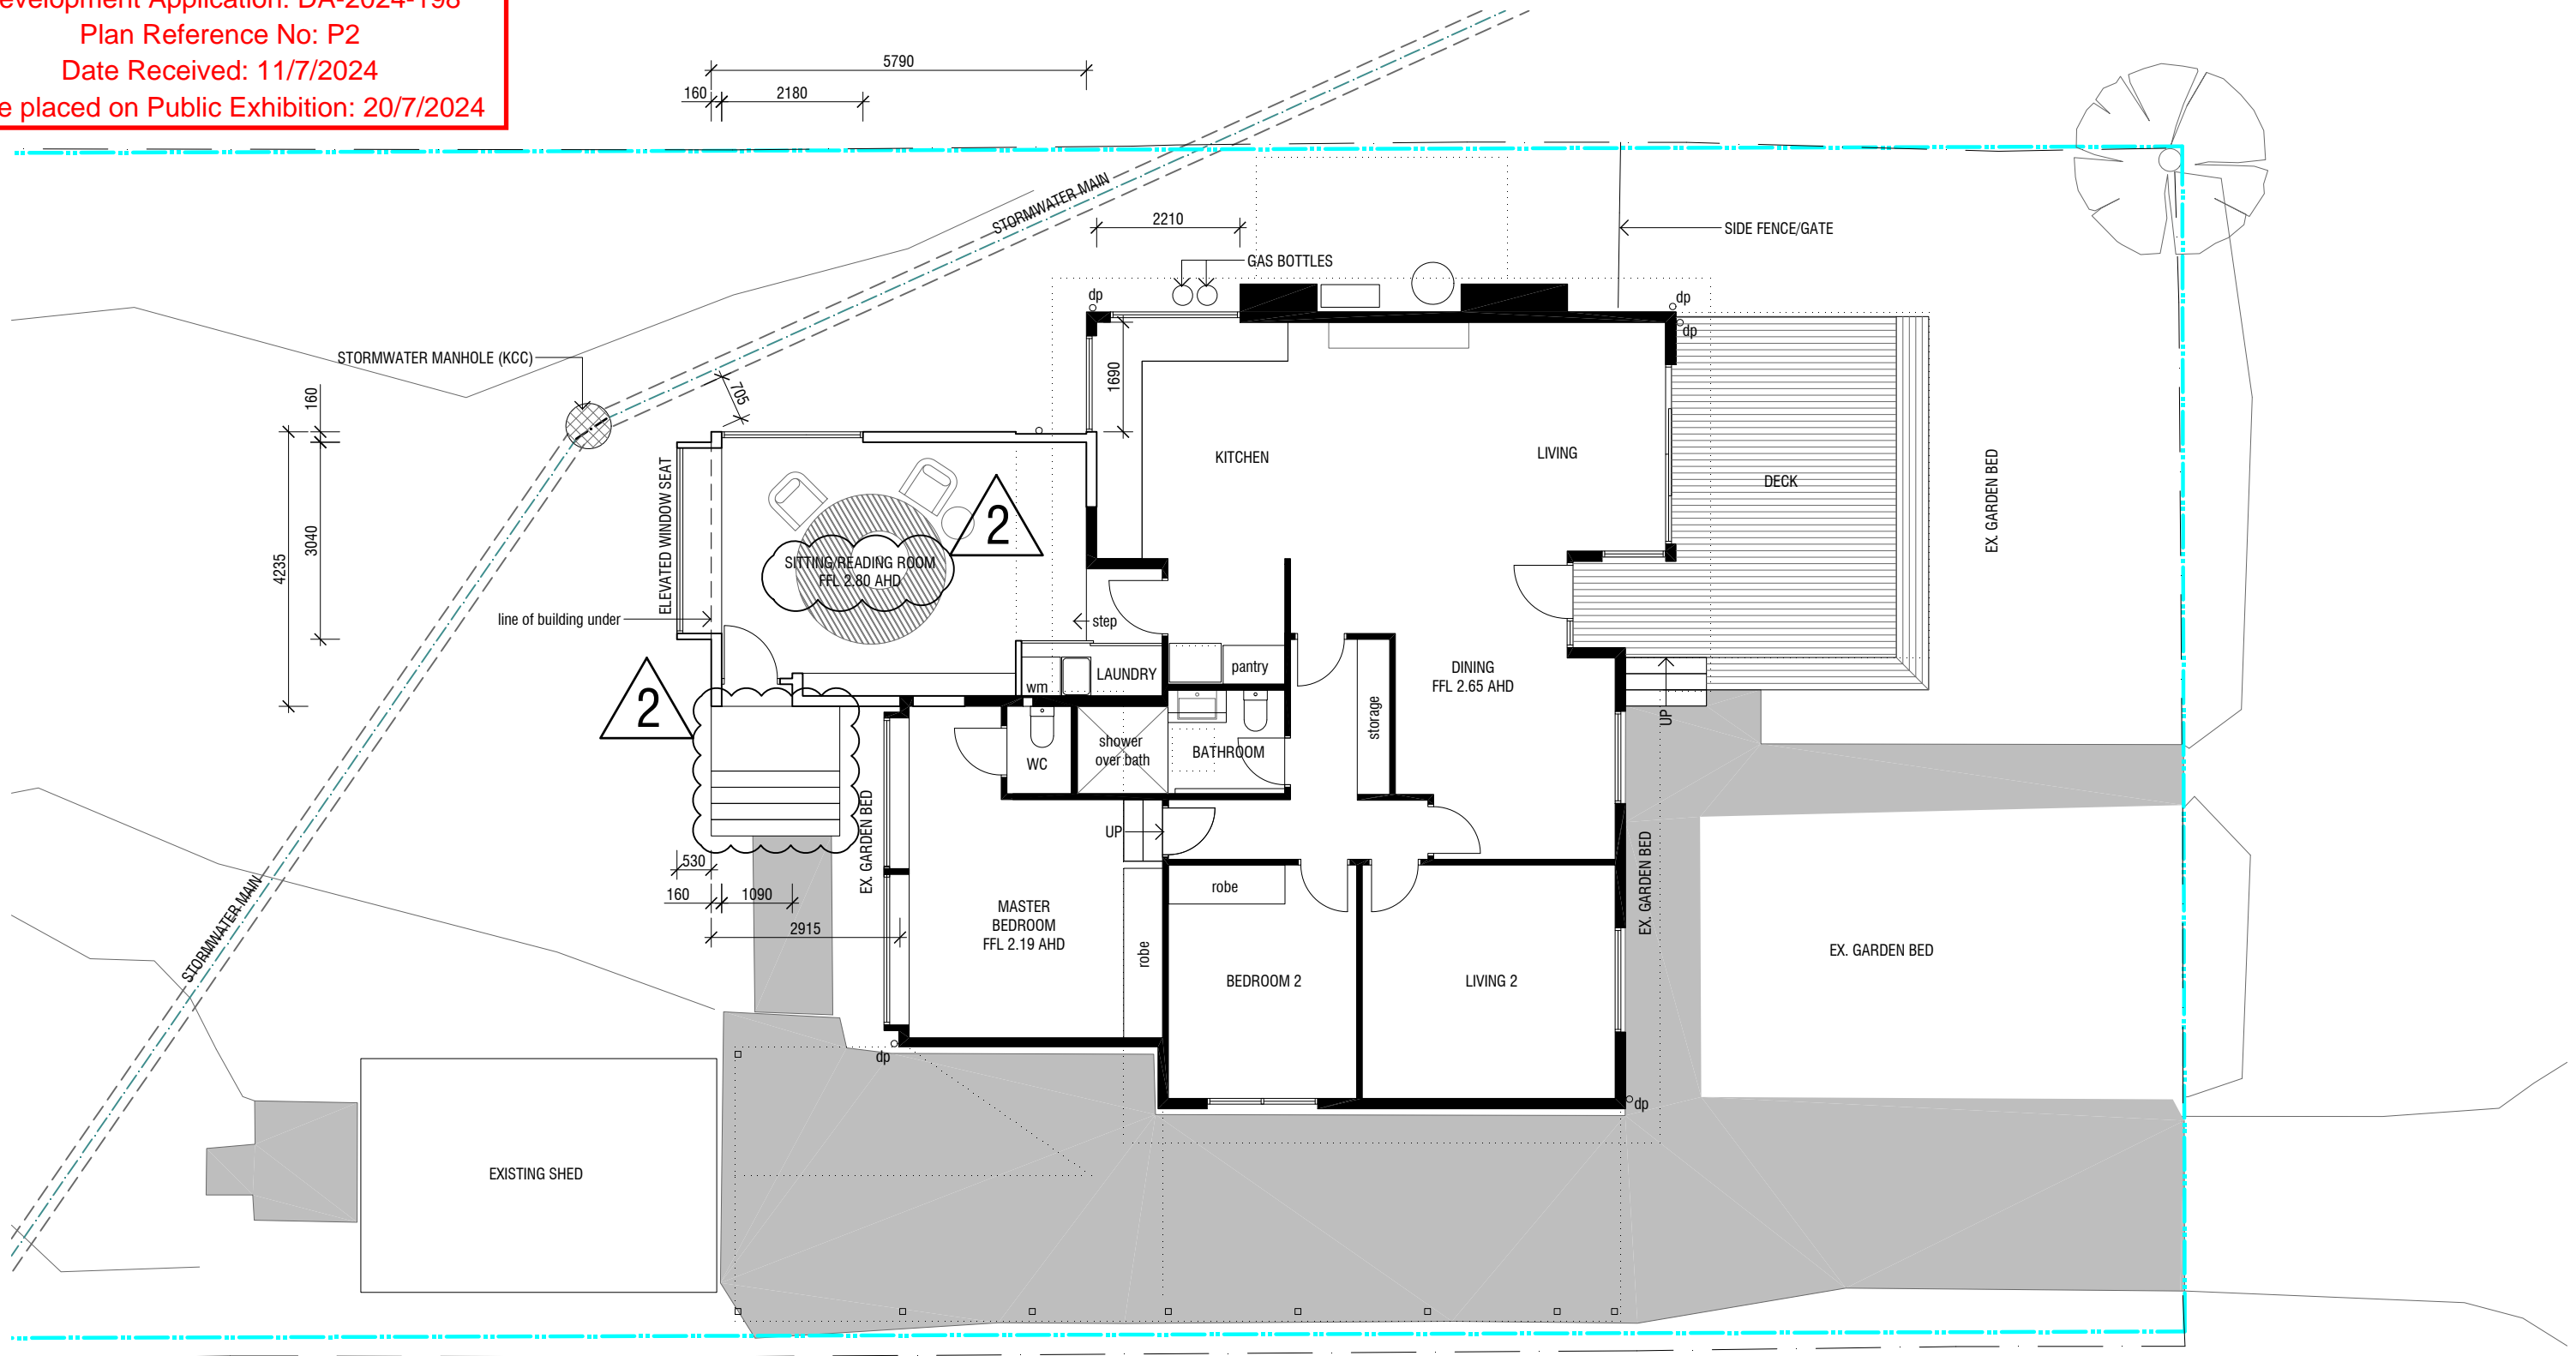 evelopment Application: DA-2024-198
Plan Reference No: P2
Date Received: 11/7/2024
e placed on Public Exhibition: 20/7/2024
5790
160
2180
STORMWATER MAIN
2210
SIDE FENCE/GATE
GAS BOTTLES
dp
dp
dp
STORMWATER MANHOLE (KCC)
705
1690
160
3040
4235
ELEVATED WINDOW SEAT
KITCHEN
LIVING
DECK
EX. GARDEN BED
2
SITTING/READING ROOM
FFL 2.80 AHD
line of building under
step
LAUNDRY
wm
pantry
DINING
FFL 2.65 AHD
2
storage
UP
shower
over bath
BATHROOM
WC
UP
EX. GARDEN BED
530
160
1090
2915
STORMWATER MAIN
MASTER
BEDROOM
FFL 2.19 AHD
robe
robe
BEDROOM 2
LIVING 2
EX. GARDEN BED
EX. GARDEN BED
dp
dp
EXISTING SHED